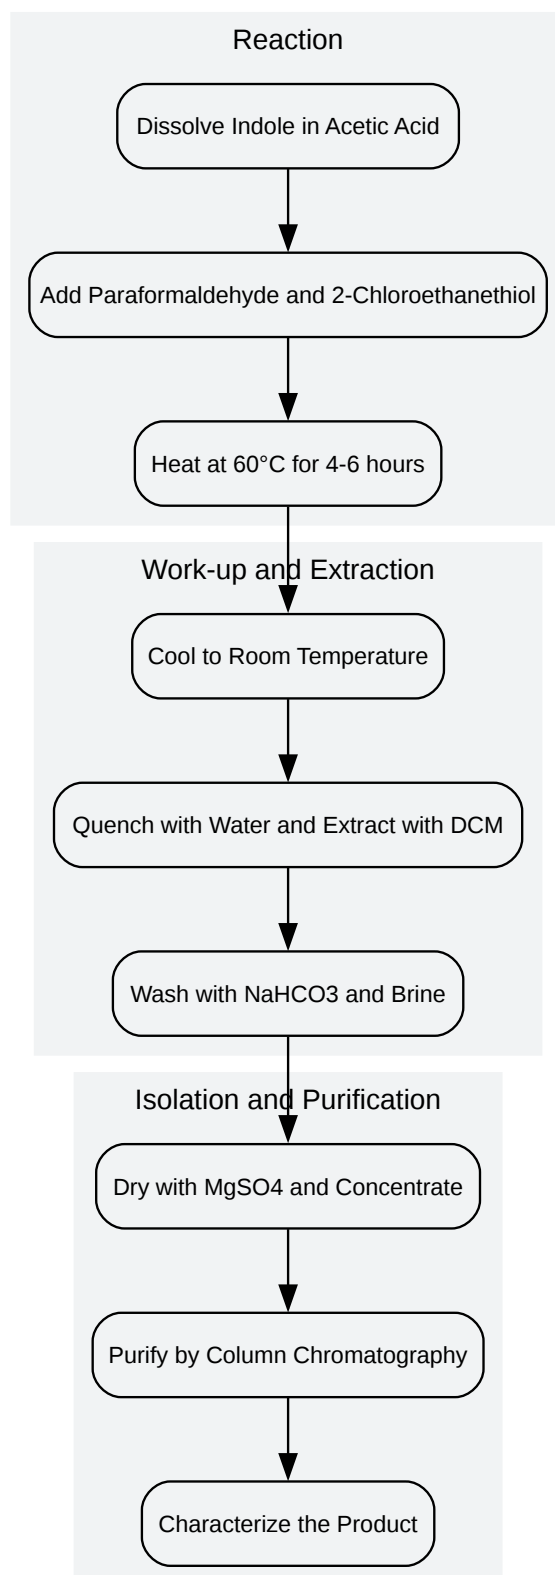 Reaction
Dissolve Indole in Acetic Acid
Add Paraformaldehyde and 2-Chloroethanethiol
Heat at 60°C for 4-6 hours
Work-up and Extraction
Cool to Room Temperature
Quench with Water and Extract with DCM
Wash with NaHCO3 and Brine
Isolation and Purification
Dry with MgSO4 and Concentrate
Purify by Column Chromatography
Characterize the Product